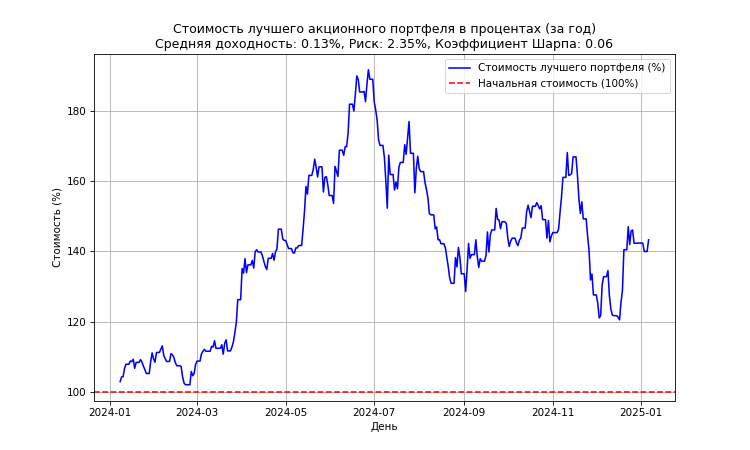 Стоимость лучшего акционного портфеля в процентах (за год)
Средняя доходность: 0.13%, Риск: 2.35%, Коэффициент Шарпа: 0.06
Стоимость лучшего портфеля (%)
Начальная стоимость (100%)
Стоимость (%)
180
160
140
120
100
2024-01
2024-03
2024-05
2024-07
2024-09
2024-11
2025-01
День